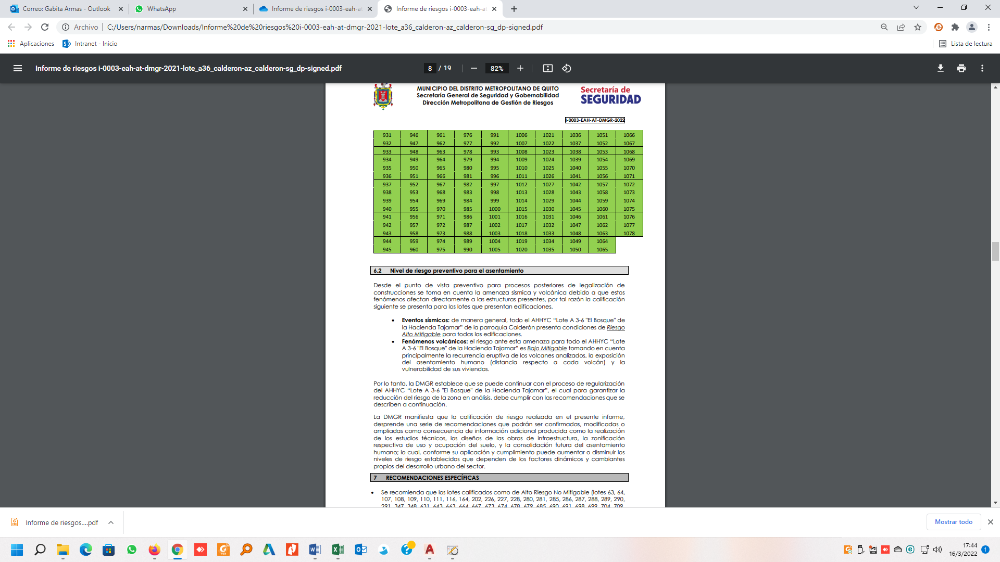 Correo: Gabita Armas - Outlook
WhatsApp
Informe de riesgos i-0003-eah-at
Informe de riesgos i-0003-eah-at
Archivo
C:/Users/narmas/Downloads/Informe%20de%20riesgos%20i-0003-eah-at-dmgr-2021-lote_a36_calderon-az_calderon-sg_dp-signed.pdf
Aplicaciones
Intranet - Inicio
Lista de lectura
Informe de riesgos i-0003-eah-at-dmgr-2021-lote_a36_calderon-az_calderon-sg_dp-signed.pdf
8 / 19
82%
MUNICIPIO DEL DISTRITO METROPOLITANO DE QUITO
Secretaría General de Seguridad y Gobernabilidad
Dirección Metropolitana de Gestión de Riesgos
Secretaría de
SEGURIDAD
I-0003-EAH-AT-DMGR-2022
931 946 961 976 991 1006 1021 1036 1051 1066
932 947 962 977 992 1007 1022 1037 1052 1067
933 948 963 978 993 1008 1023 1038 1053 1068
934 949 964 979 994 1009 1024 1039 1054 1069
935 950 965 980 995 1010 1025 1040 1055 1070
936 951 966 981 996 1011 1026 1041 1056 1071
937 952 967 982 997 1012 1027 1042 1057 1072
938 953 968 983 998 1013 1028 1043 1058 1073
939 954 969 984 999 1014 1029 1044 1059 1074
940 955 970 985 1000 1015 1030 1045 1060 1075
941 956 971 986 1001 1016 1031 1046 1061 1076
942 957 972 987 1002 1017 1032 1047 1062 1077
943 958 973 988 1003 1018 1033 1048 1063 1078
944 959 974 989 1004 1019 1034 1049 1064
945 960 975 990 1005 1020 1035 1050 1065
6.2 Nivel de riesgo preventivo para el asentamiento
Desde el punto de vista preventivo para procesos posteriores de legalización de
construcciones se toma en cuenta la amenaza sísmica y volcánica debido a que estos
fenómenos afectan directamente a las estructuras presentes, por tal razón la calificación
siguiente se presenta para los lotes que presentan edificaciones.
• Eventos sísmicos: de manera general, todo el AHHYC “Lote A 3-6 "El Bosque" de
la Hacienda Tajamar” de la parroquia Calderón presenta condiciones de Riesgo
Alto Mitigable para todas las edificaciones.
• Fenómenos volcánicos: el riesgo ante esta amenaza para todo el AHHYC “Lote
A 3-6 "El Bosque" de la Hacienda Tajamar” es Bajo Mitigable tomando en cuenta
principalmente la recurrencia eruptiva de los volcanes analizados, la exposición
del asentamiento humano (distancia respecto a cada volcán) y la
vulnerabilidad de sus viviendas.
Por lo tanto, la DMGR establece que se puede continuar con el proceso de regularización
del AHHYC “Lote A 3-6 "El Bosque" de la Hacienda Tajamar”, el cual para garantizar la
reducción del riesgo de la zona en análisis, debe cumplir con las recomendaciones que se
describen a continuación.
La DMGR manifiesta que la calificación de riesgo realizada en el presente informe,
desprende una serie de recomendaciones que podrán ser confirmadas, modificadas o
ampliadas como consecuencia de información adicional producida como la realización
de los estudios técnicos, los diseños de las obras de infraestructura, la zonificación
respectiva de uso y ocupación del suelo, y la consolidación futura del asentamiento
humano; lo cual, conforme su aplicación y cumplimiento puede aumentar o disminuir los
niveles de riesgo establecidos que dependen de los factores dinámicos y cambiantes
propios del desarrollo urbano del sector.
7 RECOMENDACIONES ESPECÍFICAS
• Se recomienda que los lotes calificados como de Alto Riesgo No Mitigable (lotes 63, 64,
107, 108, 109, 110, 111, 116, 164, 202, 226, 227, 228, 280, 281, 285, 286, 287, 288, 289, 290,
291, 347, 348, 631, 643, 663, 664, 667, 673, 674, 678, 679, 685, 690, 691, 698, 699, 704, 709,
Informe de riesgos....pdf
Mostrar todo
17:44
16/3/2022
1